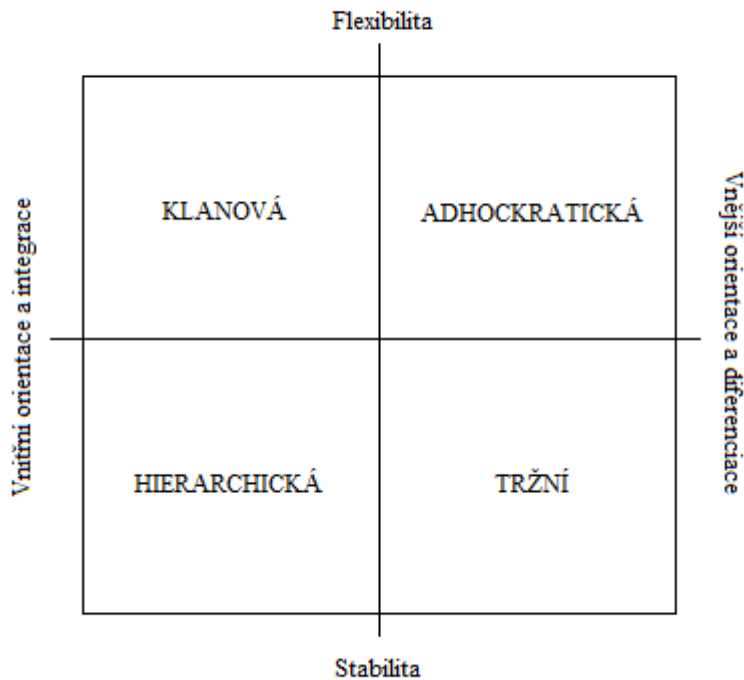 Flexibilita
KLANOVÁ
ADHOCKRATICKÁ
Vnitřní orientace a integrace
Vnější orientace a diferenciace
HIERARCHICKÁ
TRŽNÍ
Stabilita